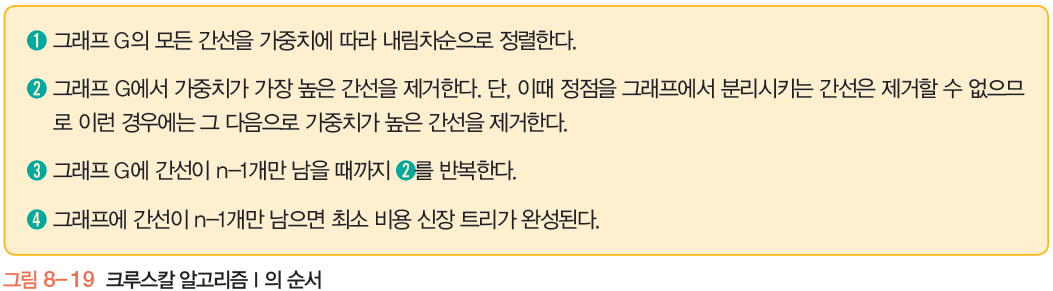 ❶ 그래프 G의 모든 간선을 가중치에 따라 내림차순으로 정렬한다.
❷ 그래프 G에서 가중치가 가장 높은 간선을 제거한다. 단, 이때 정점을 그래프에서 분리시키는 간선은 제거할 수 없으므
로 이런 경우에는 그 다음으로 가중치가 높은 간선을 제거한다.
❸ 그래프 G에 간선이 n-1개만 남을 때까지 ❷를 반복한다.
❹ 그래프에 간선이 n-1개만 남으면 최소 비용 신장 트리가 완성된다.
그림 8-19 크루스칼 알고리즘 I 의 순서